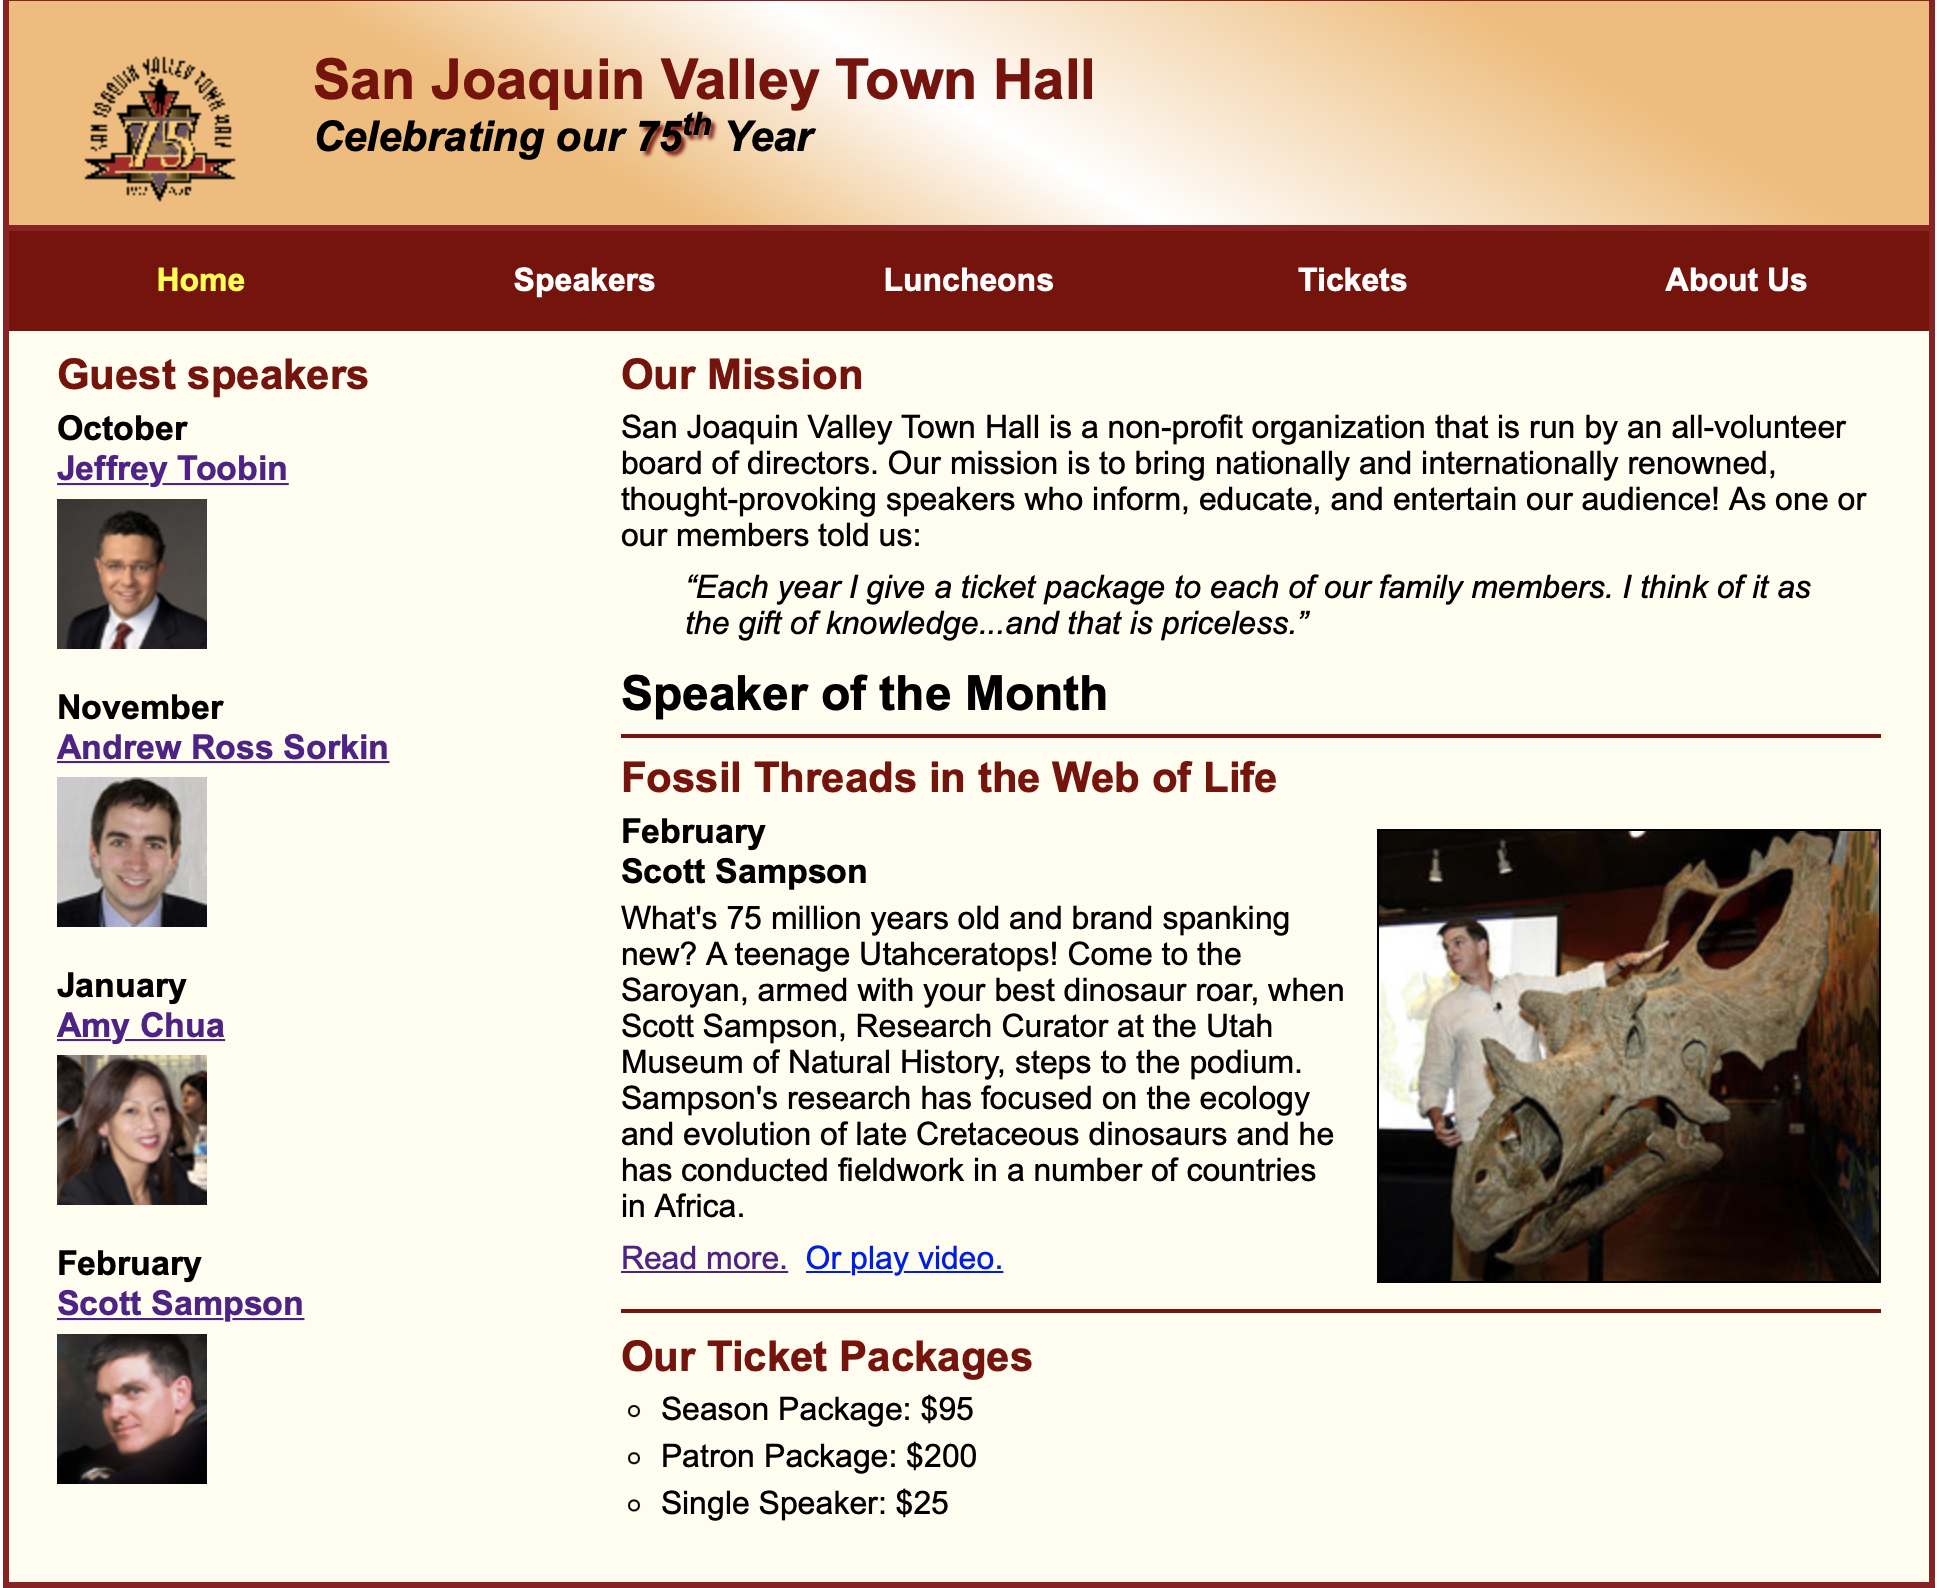 SAN JOAQUIN VALLEY TOWN HALL
75
San Joaquin Valley Town Hall
Celebrating our 75th Year
Home Speakers Luncheons Tickets About Us
Guest speakers
October
Jeffrey Toobin
November
Andrew Ross Sorkin
January
Amy Chua
February
Scott Sampson
Our Mission
San Joaquin Valley Town Hall is a non-profit organization that is run by an all-volunteer
board of directors. Our mission is to bring nationally and internationally renowned,
thought-provoking speakers who inform, educate, and entertain our audience! As one or
our members told us:
“Each year I give a ticket package to each of our family members. I think of it as
the gift of knowledge...and that is priceless.”
Speaker of the Month
Fossil Threads in the Web of Life
February
Scott Sampson
What's 75 million years old and brand spanking
new? A teenage Utahceratops! Come to the
Saroyan, armed with your best dinosaur roar, when
Scott Sampson, Research Curator at the Utah
Museum of Natural History, steps to the podium.
Sampson's research has focused on the ecology
and evolution of late Cretaceous dinosaurs and he
has conducted fieldwork in a number of countries
in Africa.
Read more. Or play video.
Our Ticket Packages
Season Package: $95
Patron Package: $200
Single Speaker: $25